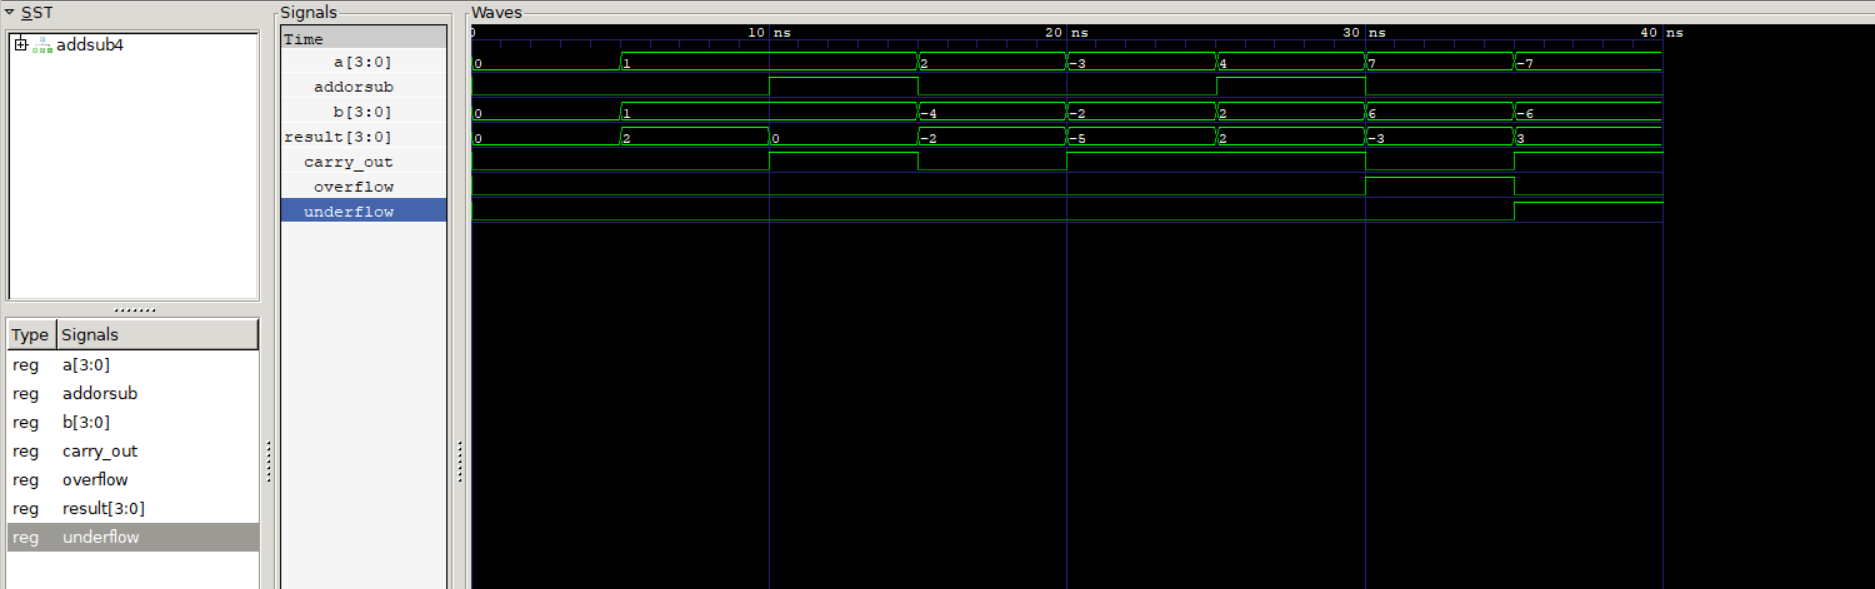 SST
addsub4
Type Signals
reg a[3:0]
reg addorsub
reg b[3:0]
reg carry_out
reg overflow
reg result[3:0]
reg underflow
Signals
Time
a[3:0]
addorsub
b[3:0]
result[3:0]
carry_out
overflow
underflow
Waves
0 10 ns 20 ns 30 ns 40 ns
0 1 2 -3 4 7 -7
0 1 -4 -2 2 6 -6
0 2 0 -2 -5 2 -3 3